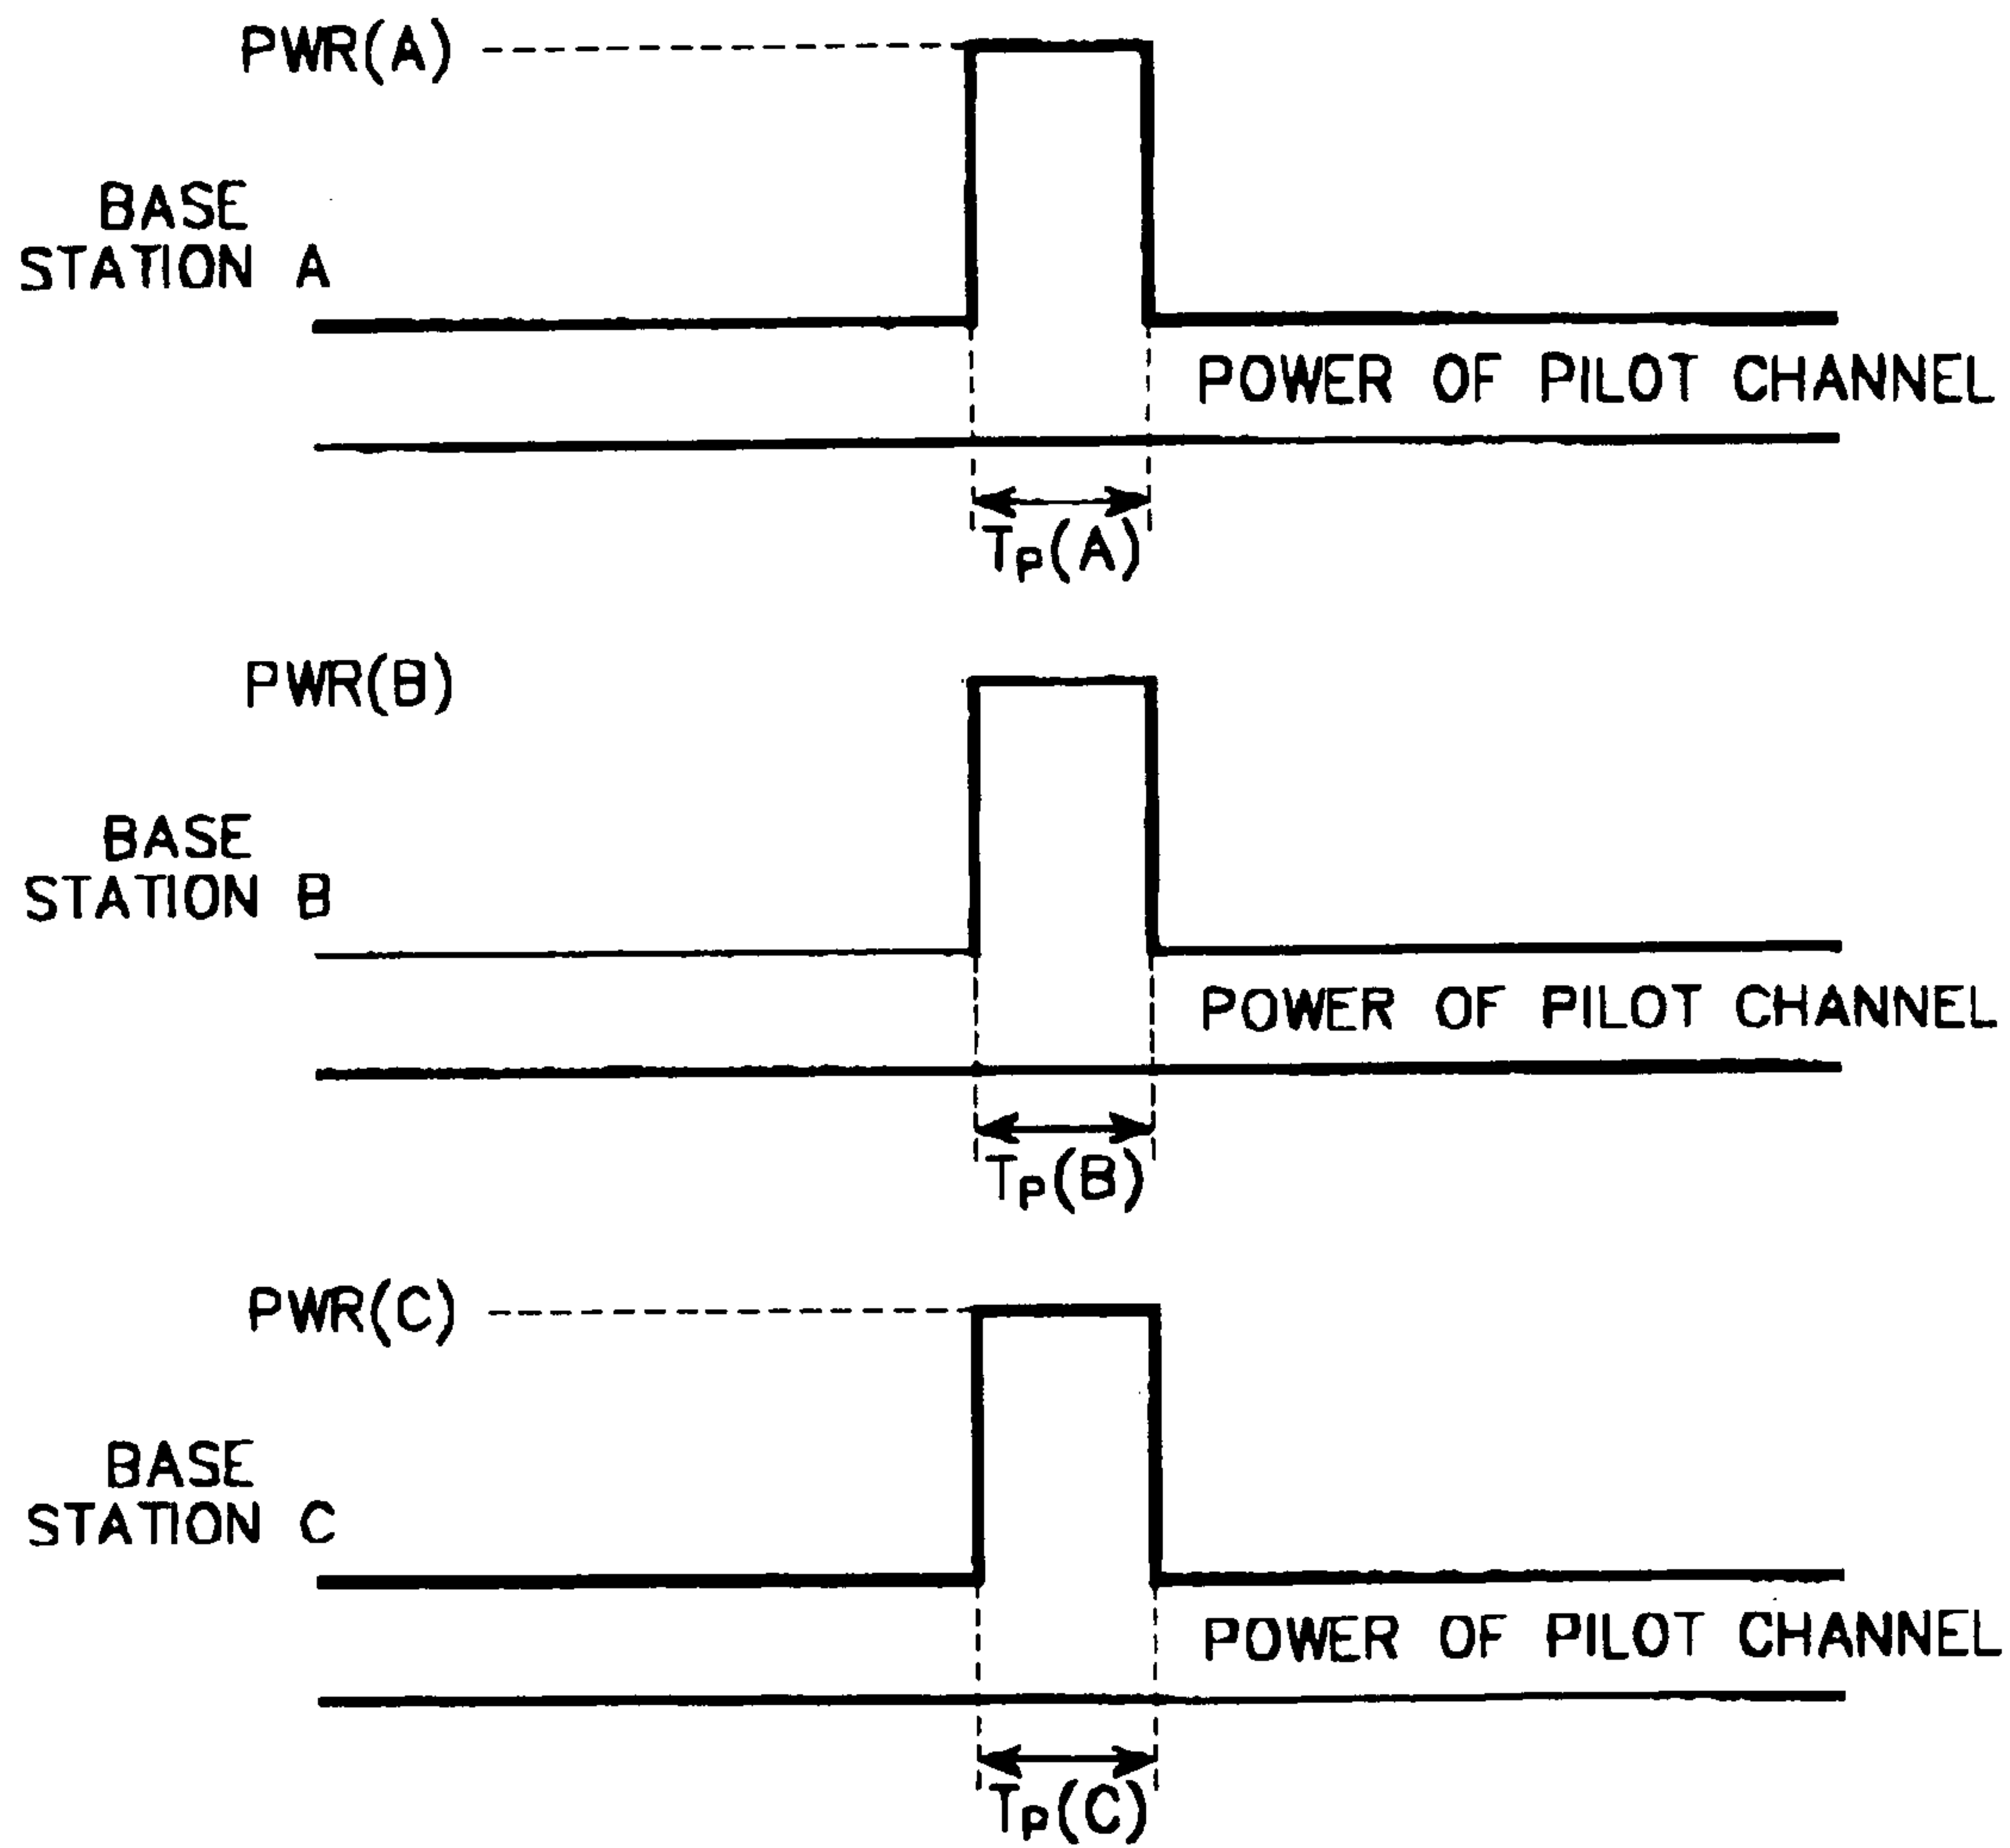 PWR(A)
BASE
STATION A
POWER OF PILOT CHANNEL
Tp(A)
PWR(B)
BASE
STATION B
POWER OF PILOT CHANNEL
Tp(B)
PWR(C)
BASE
STATION C
POWER OF PILOT CHANNEL
Tp(C)